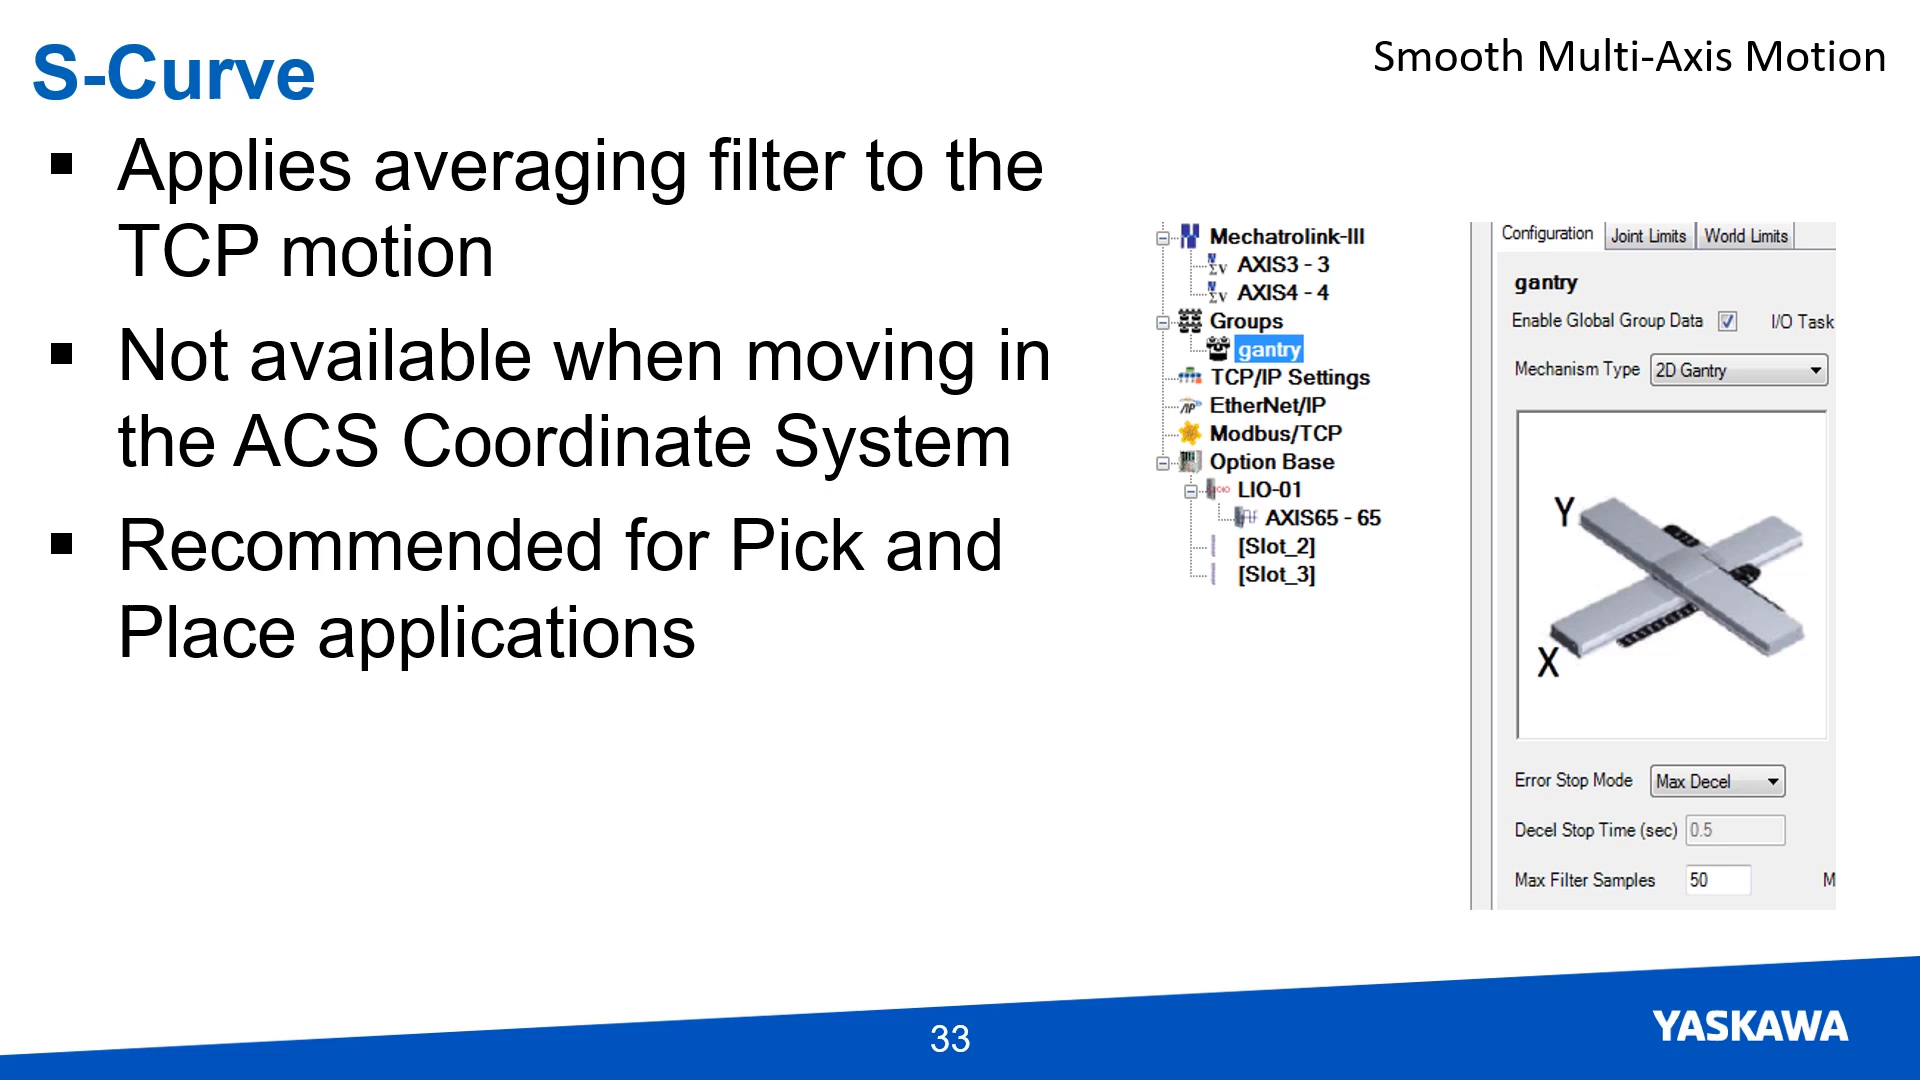 S-Curve
Smooth Multi-Axis Motion
▪ Applies averaging filter to the
TCP motion
▪ Not available when moving in
the ACS Coordinate System
▪ Recommended for Pick and
Place applications
Mechatrolink-III
AXIS3 - 3
AXIS4 - 4
Groups
gantry
TCP/IP Settings
EtherNet/IP
Modbus/TCP
Option Base
LIO-01
AXIS65 - 65
[Slot_2]
[Slot_3]
Configuration Joint Limits World Limits
gantry
Enable Global Group Data I/O Task
Mechanism Type 2D Gantry
Y
X
Error Stop Mode Max Decel
Decel Stop Time (sec) 0.5
Max Filter Samples 50 M
33
YASKAWA